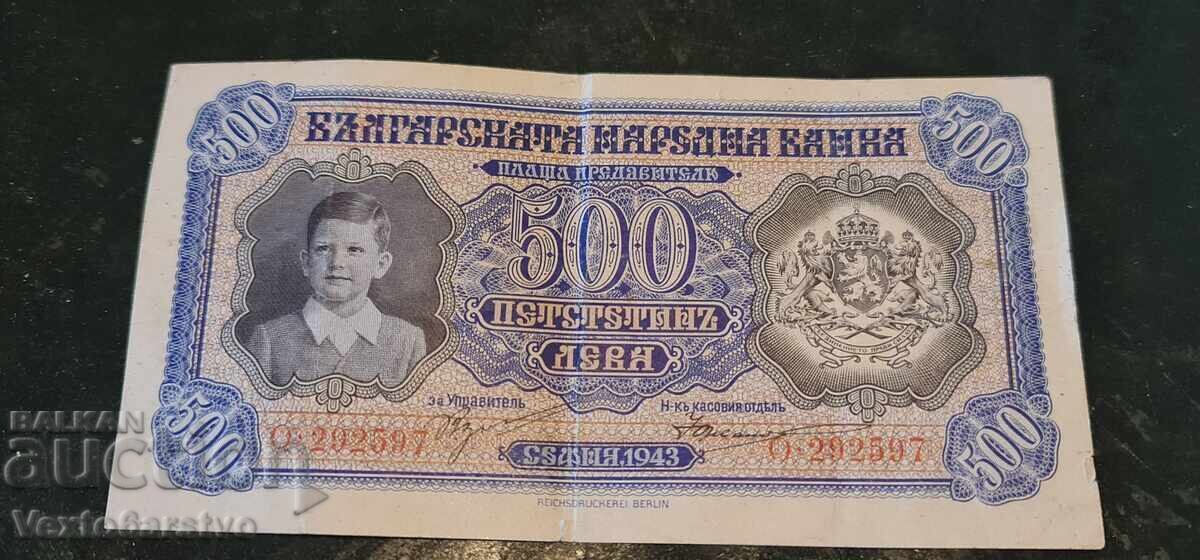 500
500
БЪЛГАРСКАТА НАРОДНА БАНКА
ПЛАЩА ПРЕДЯВИТЕЛЮ
500
ПЕТСТОТИНЪ
ЛЕВА
за Управитель
Н-къ касовия отдѣлъ
О·292597
О·292597
СОФИЯ.1943
500
500
REICHSDRUCKEREI BERLIN
BALKAN
auction
Vexto6arstvo